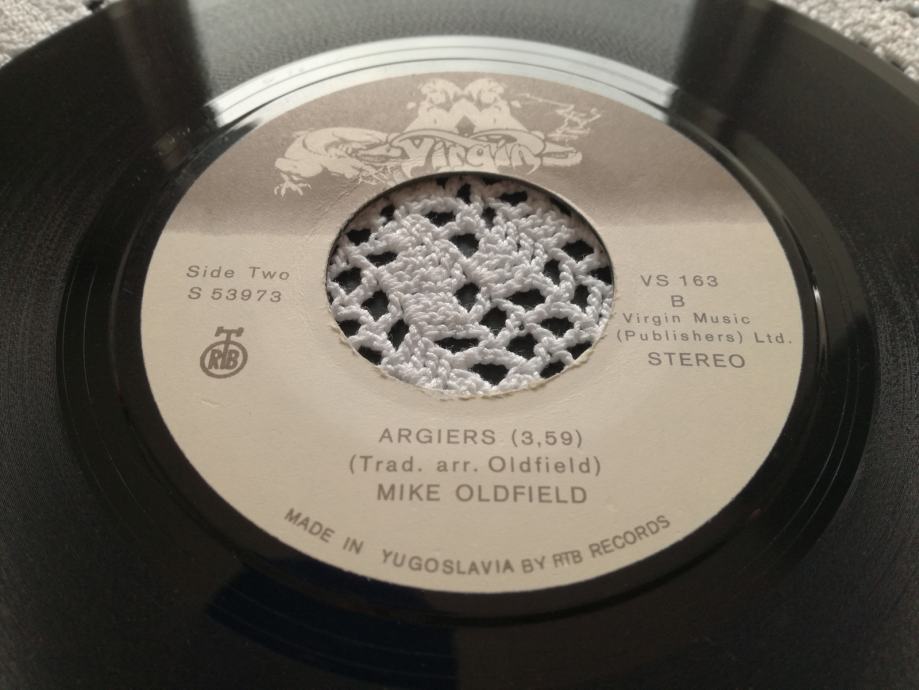 Virgin
Side Two
S 53973
RTB
VS 163
B
Virgin Music
(Publishers) Ltd.
STEREO
ARGIERS (3,59)
(Trad. arr. Oldfield)
MIKE OLDFIELD
MADE IN YUGOSLAVIA BY RTB RECORDS